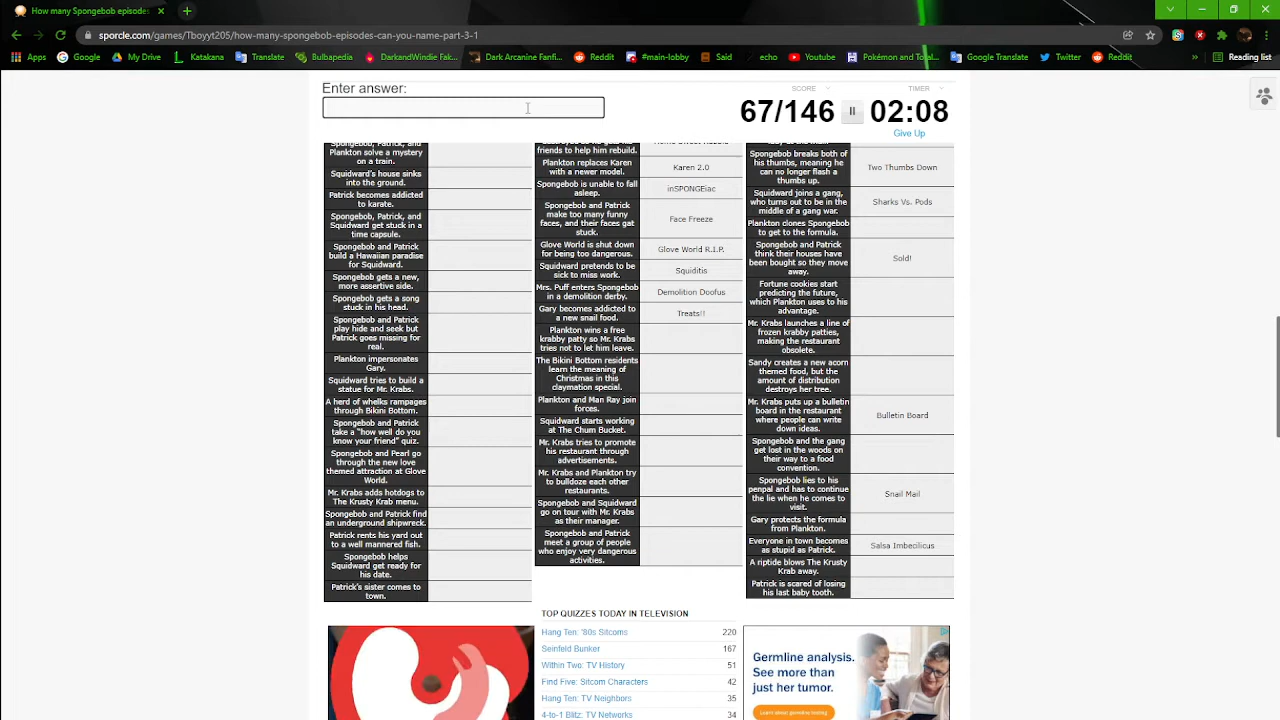 How many Spongebob episodes
sporcle.com/games/Tboyyt205/how-many-spongebob-episodes-can-you-name-part-3-1
Apps
Google
My Drive
Katakana
Translate
Bulbapedia
DarkandWindie Fak...
Dark Arcanine Fanfi...
Reddit
#main-lobby
Said
echo
Youtube
Pokémon and Total...
Google Translate
Twitter
Reddit
»
Reading list
Enter answer:
SCORE
TIMER
67/146
02:08
Give Up
Spongebob, Patrick, and
Plankton solve a mystery
on a train.
Squidward's house sinks
into the ground.
Patrick becomes addicted
to karate.
Spongebob, Patrick, and
Squidward get stuck in a
time capsule.
Spongebob and Patrick
build a Hawaiian paradise
for Squidward.
Spongebob gets a new,
more assertive side.
Spongebob gets a song
stuck in his head.
Spongebob and Patrick
play hide and seek but
Patrick goes missing for
real.
Plankton impersonates
Gary.
Squidward tries to build a
statue for Mr. Krabs.
A herd of whelks rampages
through Bikini Bottom.
Spongebob and Patrick
take a "how well do you
know your friend" quiz.
Spongebob and Pearl go
through the new love
themed attraction at Glove
World.
Mr. Krabs adds hotdogs to
The Krusty Krab menu.
Spongebob and Patrick find
an underground shipwreck.
Patrick rents his yard out
to a well mannered fish.
Spongebob helps
Squidward get ready for
his date.
Patrick's sister comes to
town.
friends to help him rebuild.
Plankton replaces Karen
with a newer model.
Karen 2.0
Spongebob is unable to fall
asleep.
inSPONGEiac
Spongebob and Patrick
make too many funny
faces, and their faces gat
stuck.
Face Freeze
Glove World is shut down
for being too dangerous.
Glove World R.I.P.
Squidward pretends to be
sick to miss work.
Squiditis
Mrs. Puff enters Spongebob
in a demolition derby.
Demolition Doofus
Gary becomes addicted to
a new snail food.
Treats!!
Plankton wins a free
krabby patty so Mr. Krabs
tries not to let him leave.
The Bikini Bottom residents
learn the meaning of
Christmas in this
claymation special.
Plankton and Man Ray join
forces.
Squidward starts working
at The Chum Bucket.
Mr. Krabs tries to promote
his restaurant through
advertisements.
Mr. Krabs and Plankton try
to bulldoze each other
restaurants.
Spongebob and Squidward
go on tour with Mr. Krabs
as their manager.
Spongebob and Patrick
meet a group of people
who enjoy very dangerous
activities.
Spongebob breaks both of
his thumbs, meaning he
can no longer flash a
thumbs up.
Two Thumbs Down
Squidward joins a gang,
who turns out to be in the
middle of a gang war.
Sharks Vs. Pods
Plankton clones Spongebob
to get to the formula.
Spongebob and Patrick
think their houses have
been bought so they move
away.
Sold!
Fortune cookies start
predicting the future,
which Plankton uses to his
advantage.
Mr. Krabs launches a line of
frozen krabby patties,
making the restaurant
obsolete.
Sandy creates a new acorn
themed food, but the
amount of distribution
destroys her tree.
Mr. Krabs puts up a bulletin
board in the restaurant
where people can write
down ideas.
Bulletin Board
Spongebob and the gang
get lost in the woods on
their way to a food
convention.
Spongebob lies to his
penpal and has to continue
the lie when he comes to
visit.
Snail Mail
Gary protects the formula
from Plankton.
Everyone in town becomes
as stupid as Patrick.
Salsa Imbecilicus
A riptide blows The Krusty
Krab away.
Patrick is scared of losing
his last baby tooth.
TOP QUIZZES TODAY IN TELEVISION
Hang Ten: '80s Sitcoms 220
Seinfeld Bunker 167
Within Two: TV History 51
Find Five: Sitcom Characters 42
Hang Ten: TV Neighbors 35
4-to-1 Blitz: TV Networks 34
Germline analysis.
See more than
just her tumor.
Learn about germline testing